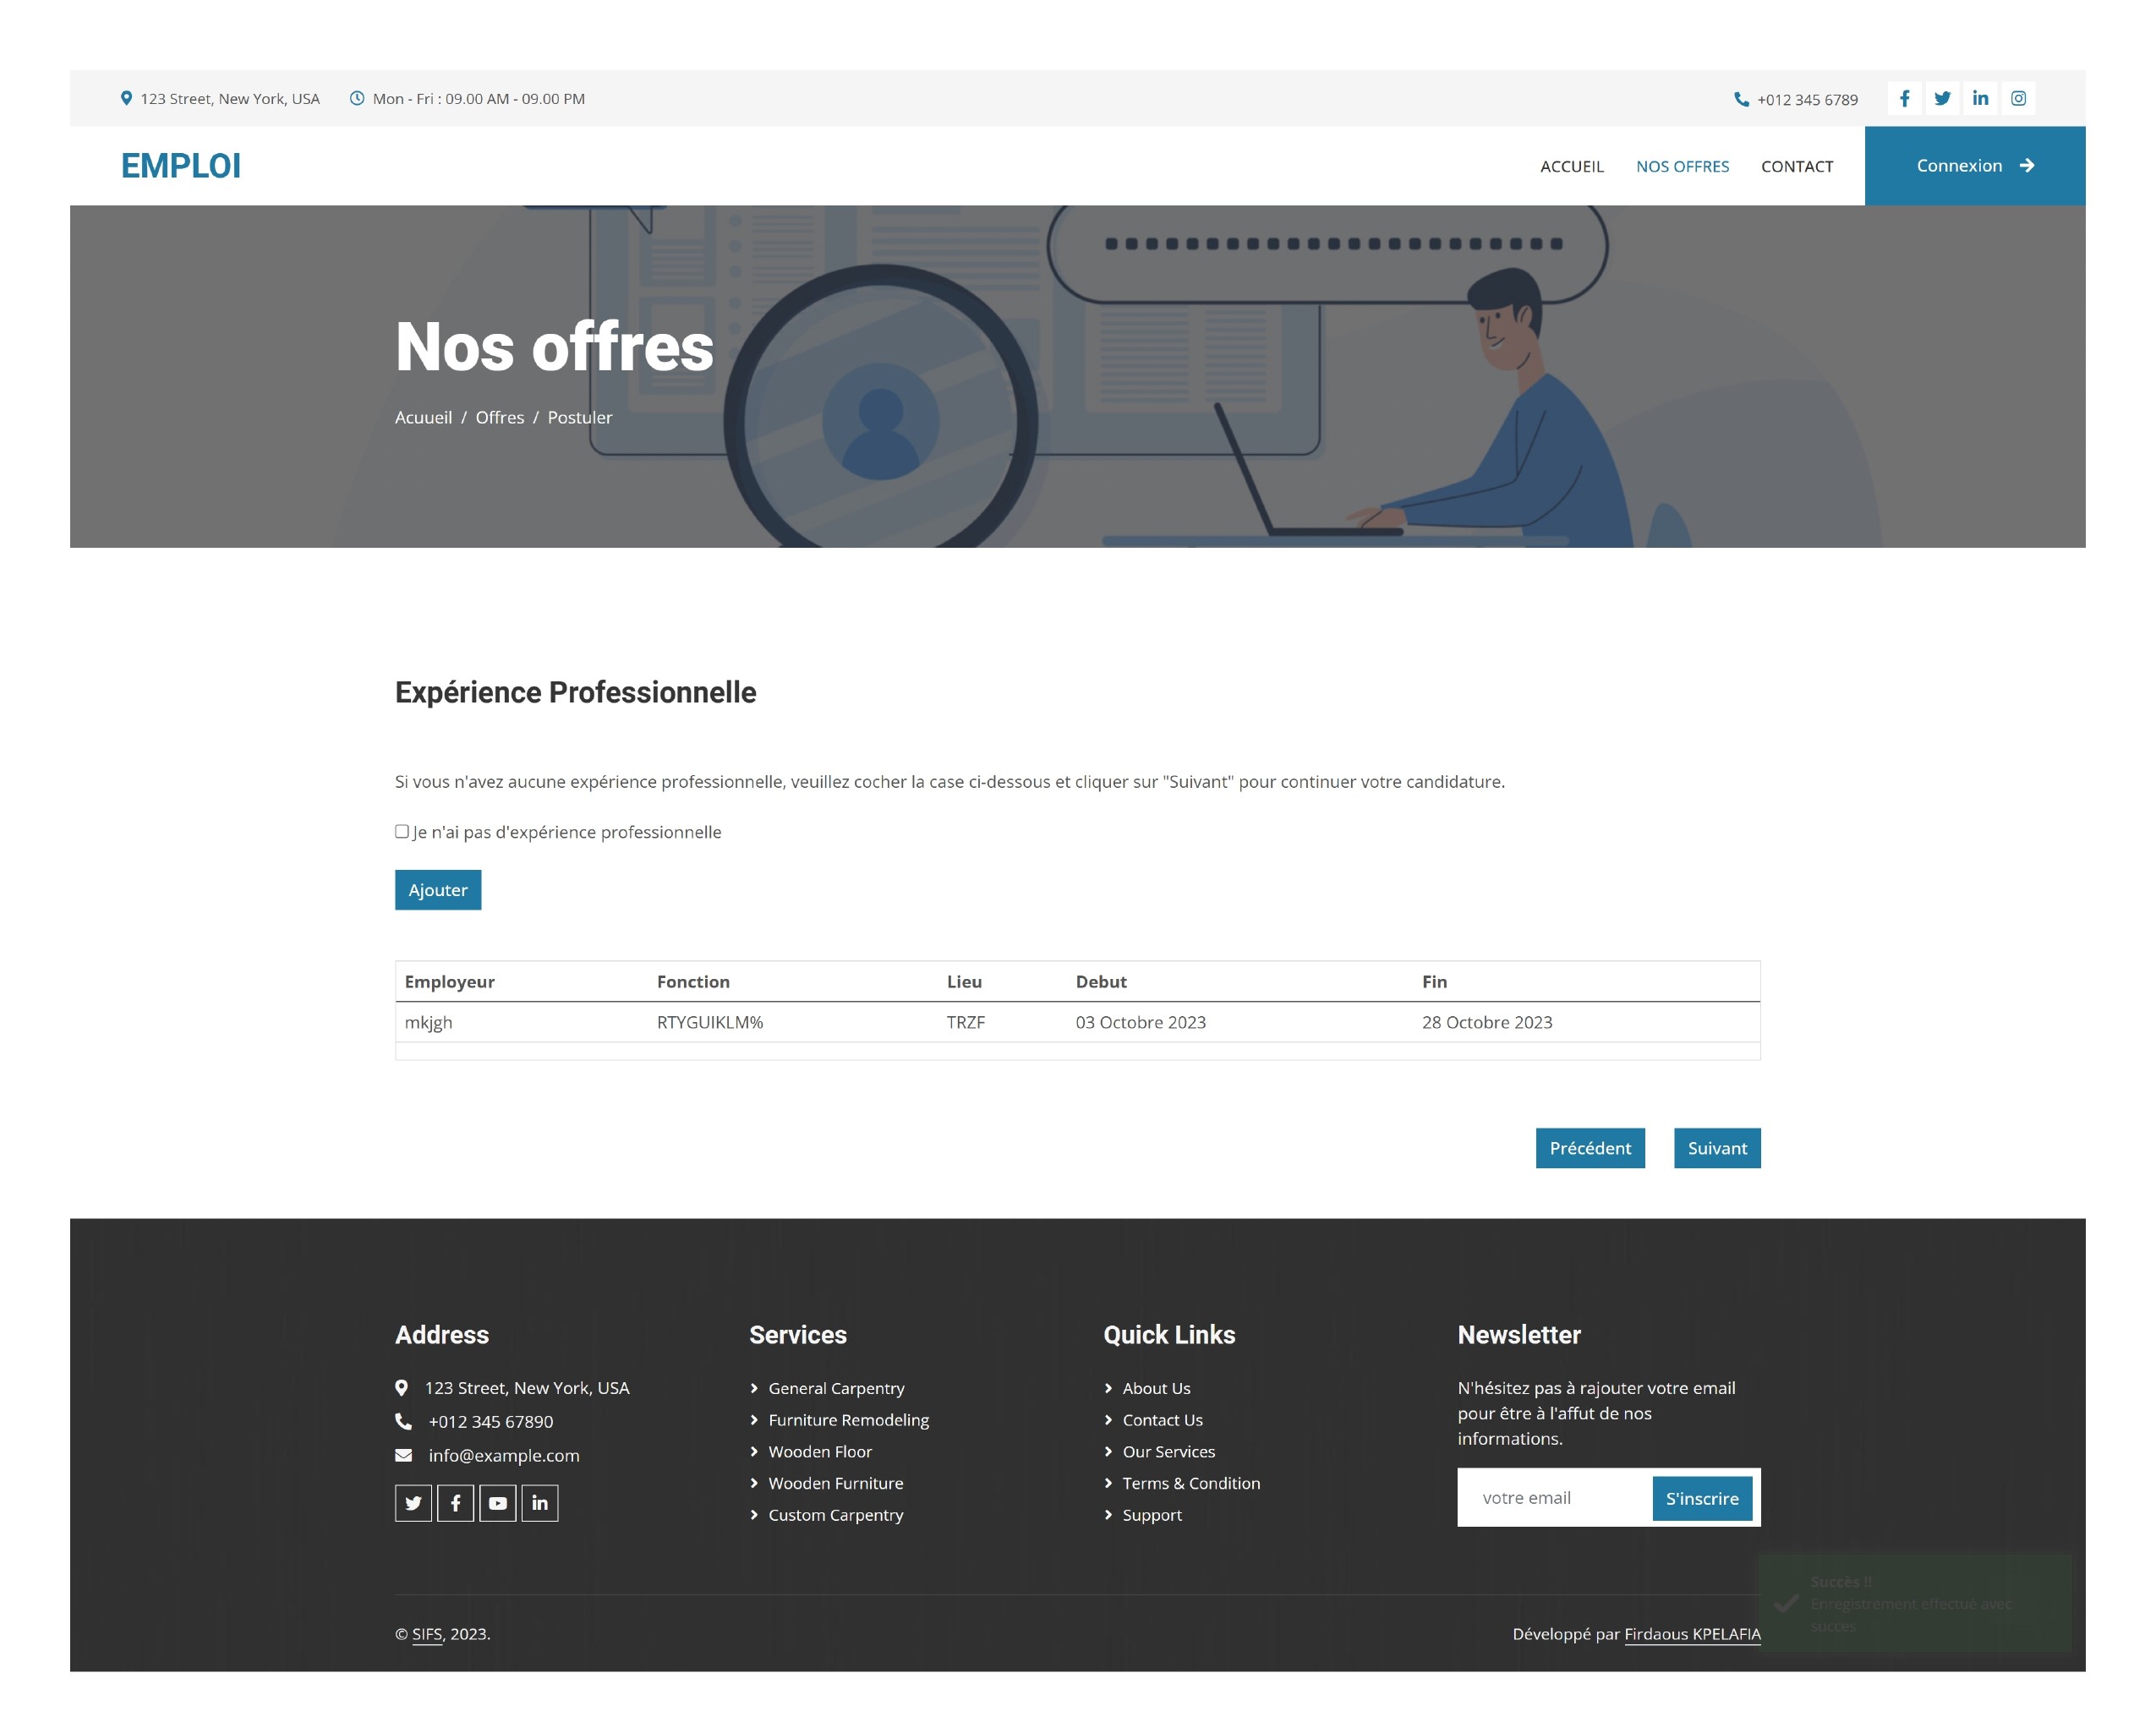 123 Street, New York, USA Mon - Fri : 09.00 AM - 09.00 PM +012 345 6789
EMPLOI ACCUEIL NOS OFFRES CONTACT Connexion
Nos offres
Acuueil / Offres / Postuler
Expérience Professionnelle
Si vous n'avez aucune expérience professionnelle, veuillez cocher la case ci-dessous et cliquer sur "Suivant" pour continuer votre candidature.
Je n'ai pas d'expérience professionnelle
Ajouter
Employeur Fonction Lieu Debut Fin
mkjgh RTYGUIKLM% TRZF 03 Octobre 2023 28 Octobre 2023
Précédent Suivant
Address
123 Street, New York, USA
+012 345 67890
info@example.com
Services
General Carpentry
Furniture Remodeling
Wooden Floor
Wooden Furniture
Custom Carpentry
Quick Links
About Us
Contact Us
Our Services
Terms & Condition
Support
Newsletter
N'hésitez pas à rajouter votre email
pour être à l'affut de nos
informations.
votre email S'inscrire
Succès !!
Enregistrement effectué avec
succes
© SIFS, 2023. Développé par Firdaous KPELAFIA